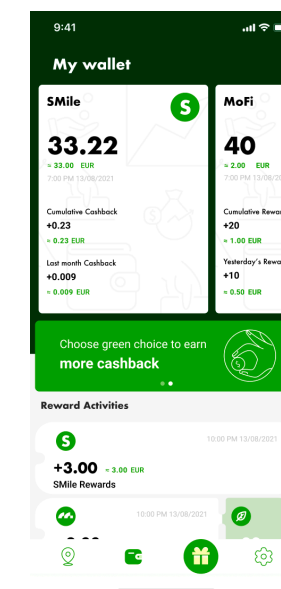 9:41
My wallet
SMile
S
33.22
≈ 33.00 EUR
7:00 PM 13/08/2021
Cumulative Cashback
+0.23
≈ 0.23 EUR
Last month Cashback
+0.009
≈ 0.009 EUR
MoFi
40
≈ 2.00 EUR
7:00 PM 13/08/20
Cumulative Rewar
+20
≈ 1.00 EUR
Yesterday's Rewa
+10
≈ 0.50 EUR
Choose green choice to earn
more cashback
Reward Activities
S
10:00 PM 13/08/2021
+3.00 ≈ 3.00 EUR
SMile Rewards
10:00 PM 13/08/2021